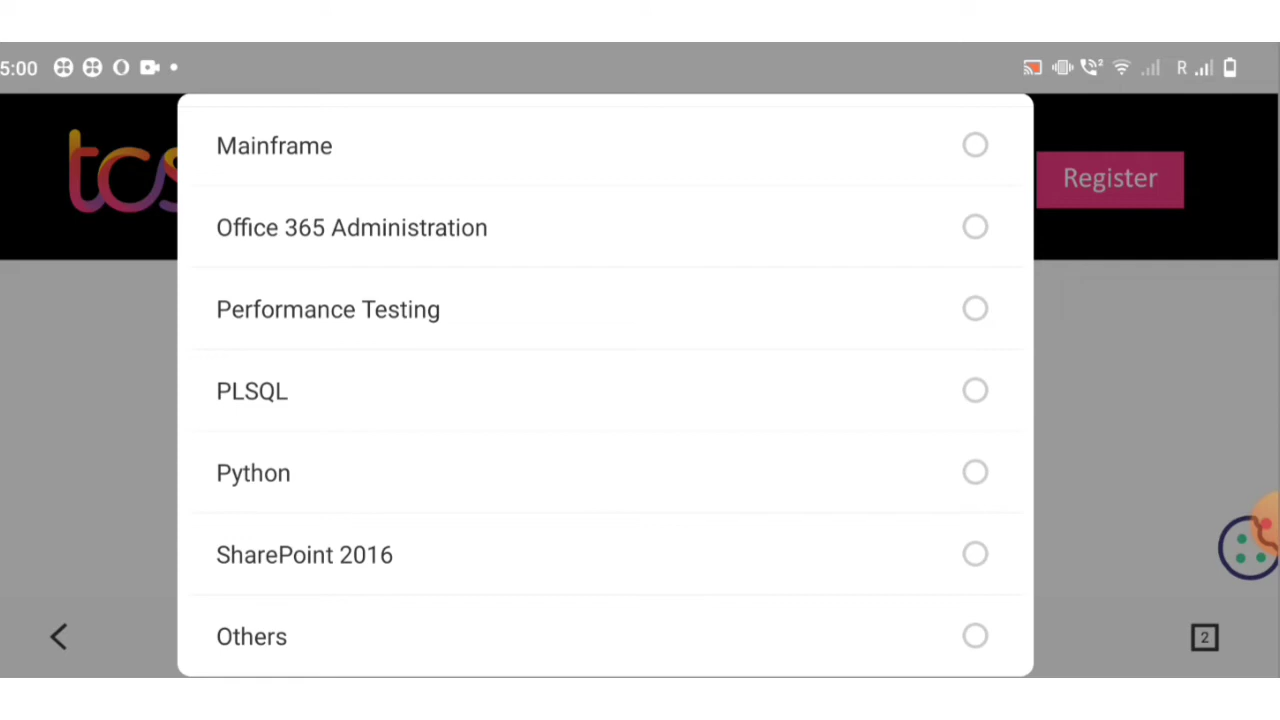 5:00
R
tcs
Register
Mainframe
Office 365 Administration
Performance Testing
PLSQL
Python
SharePoint 2016
Others
2